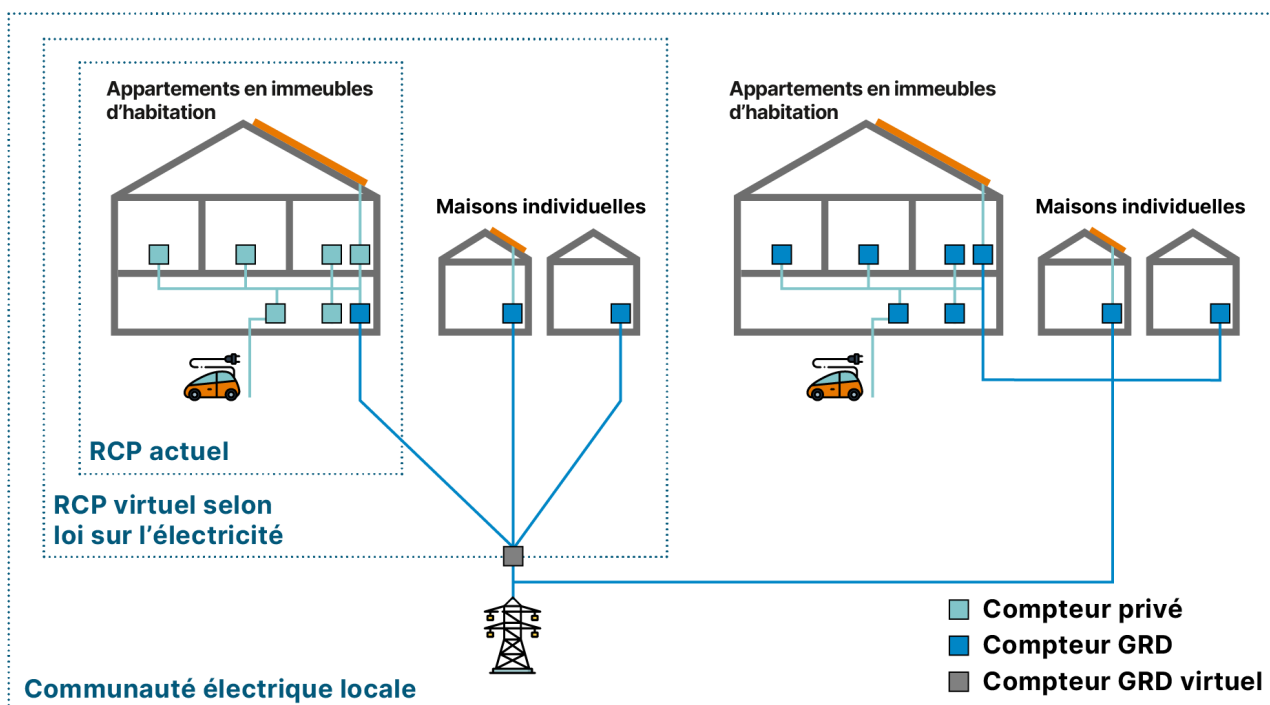 Appartements en immeubles
d’habitation
Maisons individuelles
Appartements en immeubles
d’habitation
Maisons individuelles
RCP actuel
RCP virtuel selon
loi sur l’électricité
Communauté électrique locale
Compteur privé
Compteur GRD
Compteur GRD virtuel